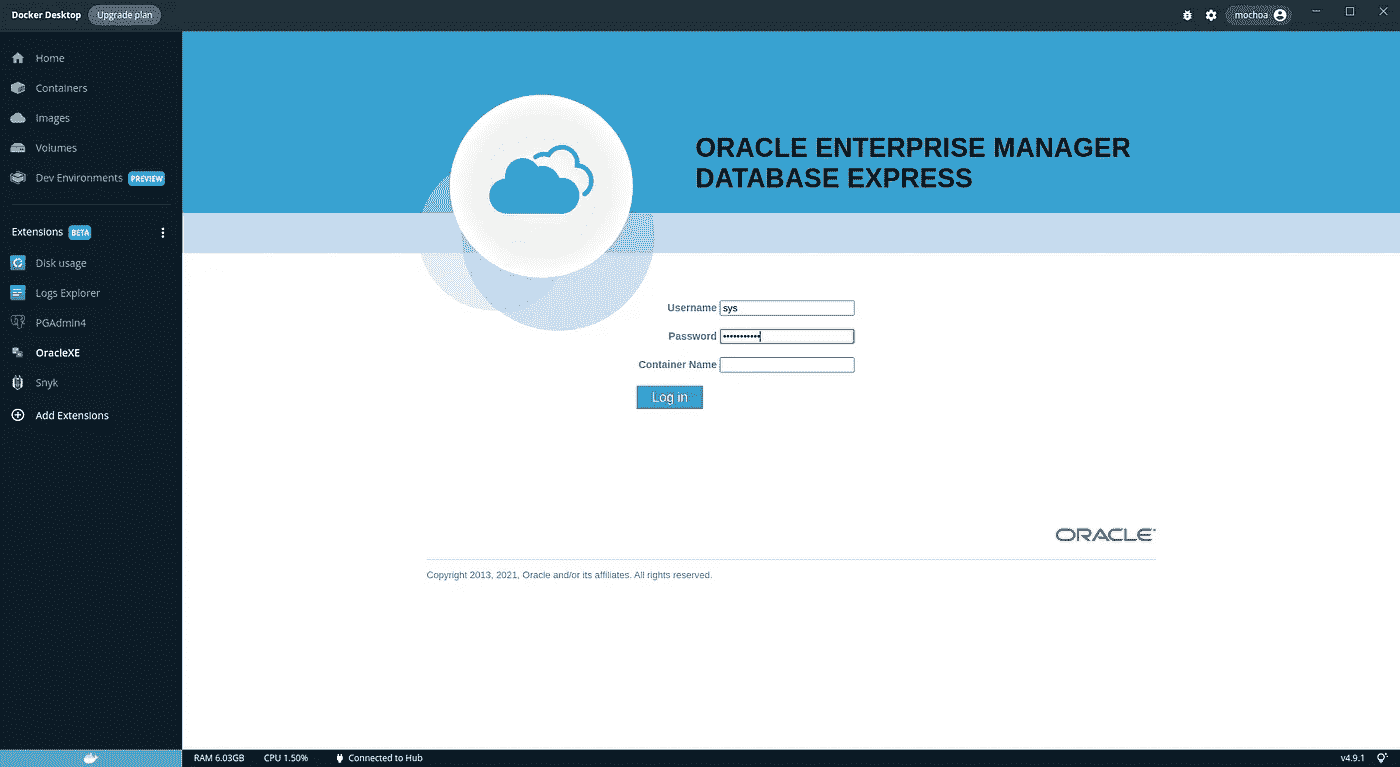 Docker Desktop Upgrade plan mochoa
Home
Containers
Images
Volumes
Dev Environments PREVIEW
Extensions BETA
Disk usage
Logs Explorer
PGAdmin4
OracleXE
Snyk
Add Extensions
ORACLE ENTERPRISE MANAGER
DATABASE EXPRESS
Username sys
Password •••••••••••
Container Name
Log in
ORACLE
Copyright 2013, 2021, Oracle and/or its affiliates. All rights reserved.
RAM 6.03GB CPU 1.50% Connected to Hub v4.9.1